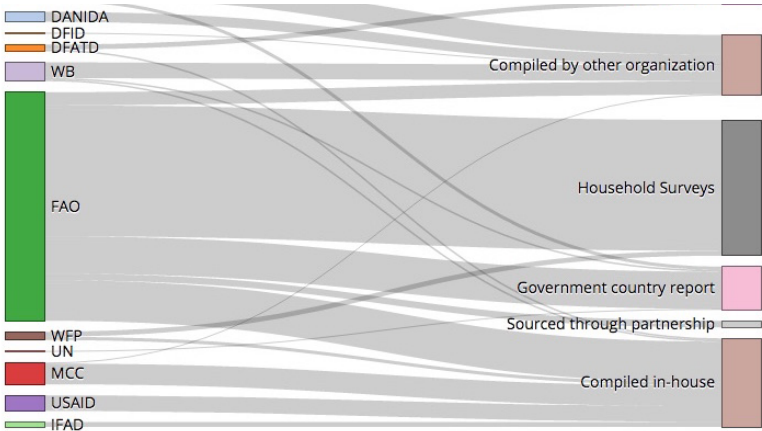 DANIDA
DFID
DFATD
WB
FAO
WFP
UN
MCC
USAID
IFAD
Compiled by other organization
Household Surveys
Government country report
Sourced through partnership
Compiled in-house